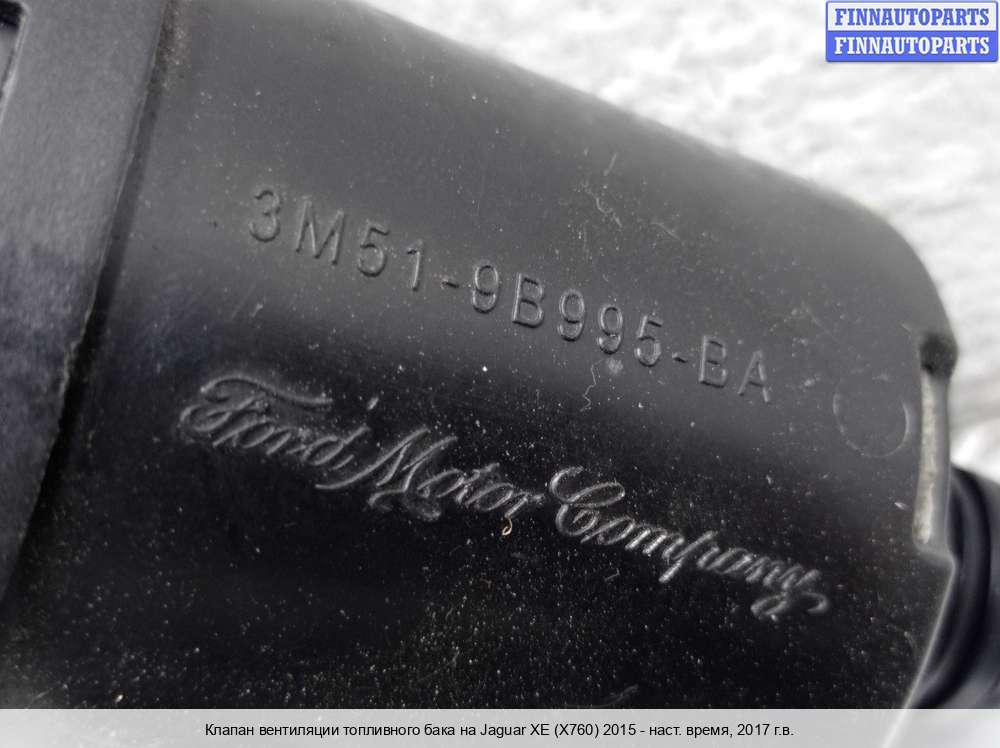 FINNAUTOPARTS
FINNAUTOPARTS
3M51-9B995-BA
Ford Motor Company
Клапан вентиляции топливного бака на Jaguar XE (X760) 2015 - наст. время, 2017 г.в.